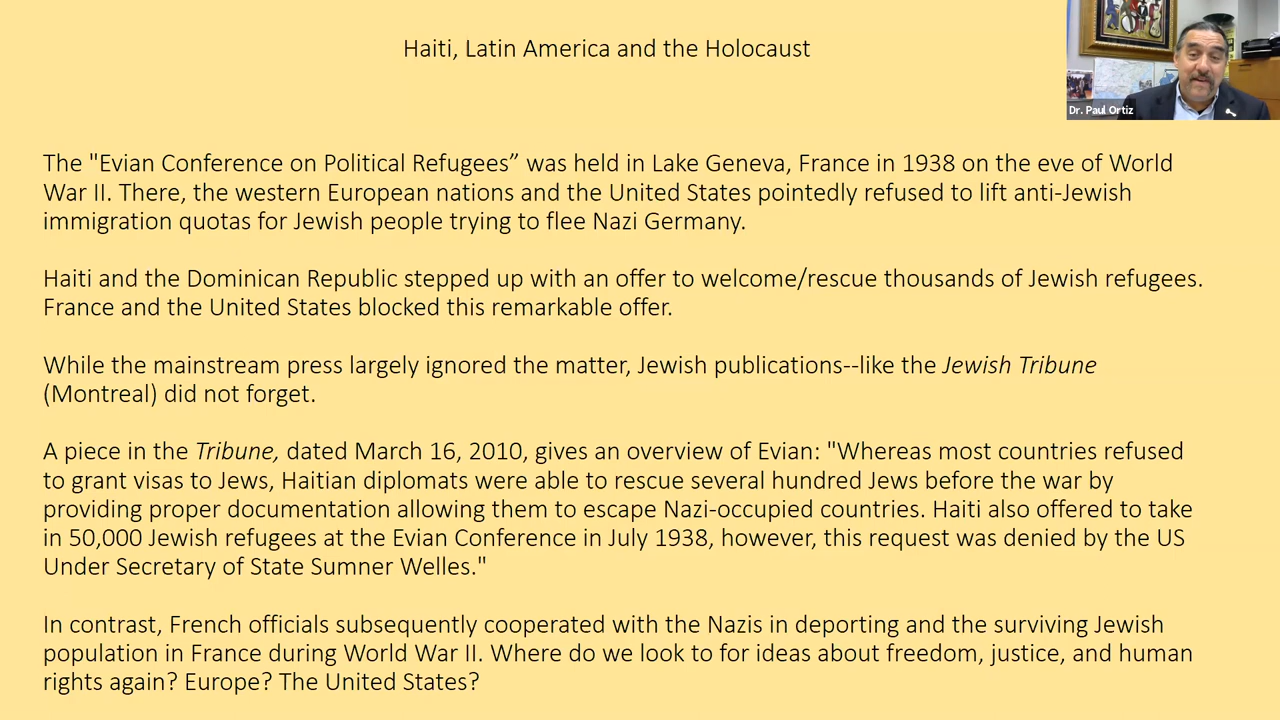 Haiti, Latin America and the Holocaust
Dr. Paul Ortiz
The "Evian Conference on Political Refugees” was held in Lake Geneva, France in 1938 on the eve of World
War II. There, the western European nations and the United States pointedly refused to lift anti-Jewish
immigration quotas for Jewish people trying to flee Nazi Germany.
Haiti and the Dominican Republic stepped up with an offer to welcome/rescue thousands of Jewish refugees.
France and the United States blocked this remarkable offer.
While the mainstream press largely ignored the matter, Jewish publications--like the Jewish Tribune
(Montreal) did not forget.
A piece in the Tribune, dated March 16, 2010, gives an overview of Evian: "Whereas most countries refused
to grant visas to Jews, Haitian diplomats were able to rescue several hundred Jews before the war by
providing proper documentation allowing them to escape Nazi-occupied countries. Haiti also offered to take
in 50,000 Jewish refugees at the Evian Conference in July 1938, however, this request was denied by the US
Under Secretary of State Sumner Welles."
In contrast, French officials subsequently cooperated with the Nazis in deporting and the surviving Jewish
population in France during World War II. Where do we look to for ideas about freedom, justice, and human
rights again? Europe? The United States?